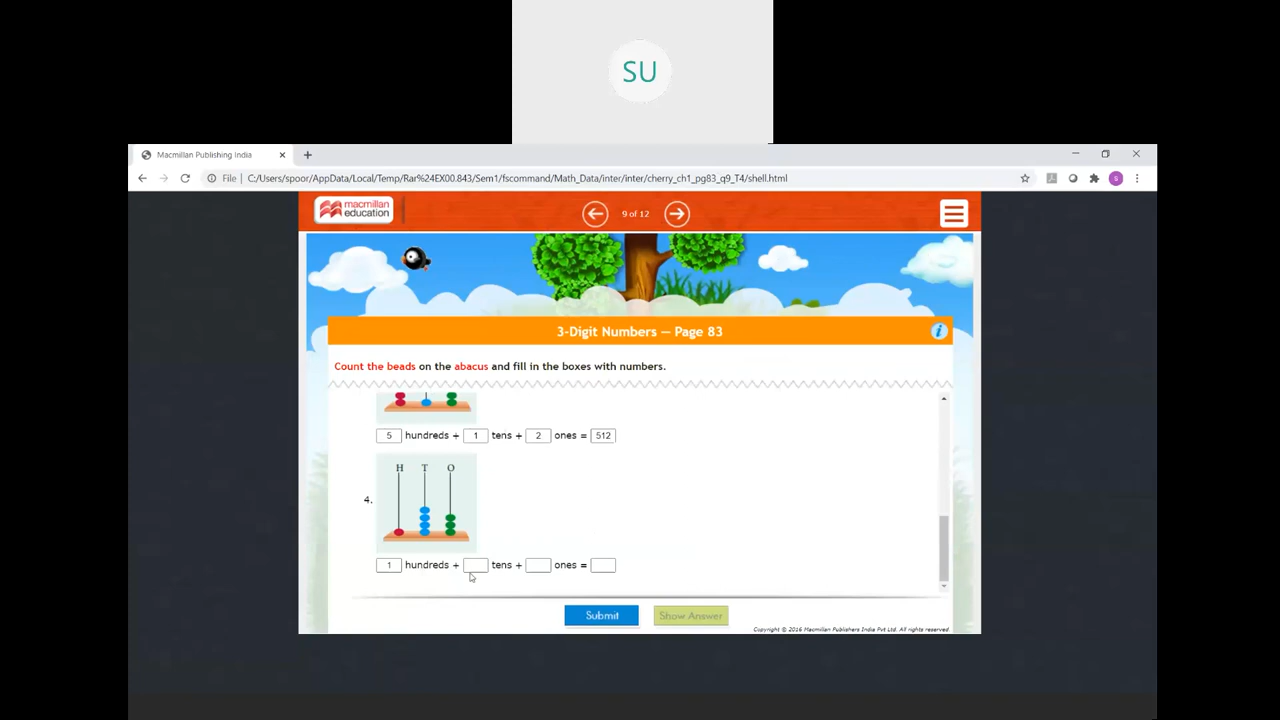 SU
Macmillan Publishing India
File | C:/Users/spoor/AppData/Local/Temp/Rar%24EX00.843/Sem1/fscommand/Math_Data/inter/inter/cherry_ch1_pg83_q9_T4/shell.html
S
macmillan education
9 of 12
3-Digit Numbers — Page 83
i
Count the beads on the abacus and fill in the boxes with numbers.
5 hundreds + 1 tens + 2 ones = 512
H T O
4.
1 hundreds + tens + ones =
Submit Show Answer
Copyright © 2016 Macmillan Publishers India Pvt Ltd. All rights reserved.